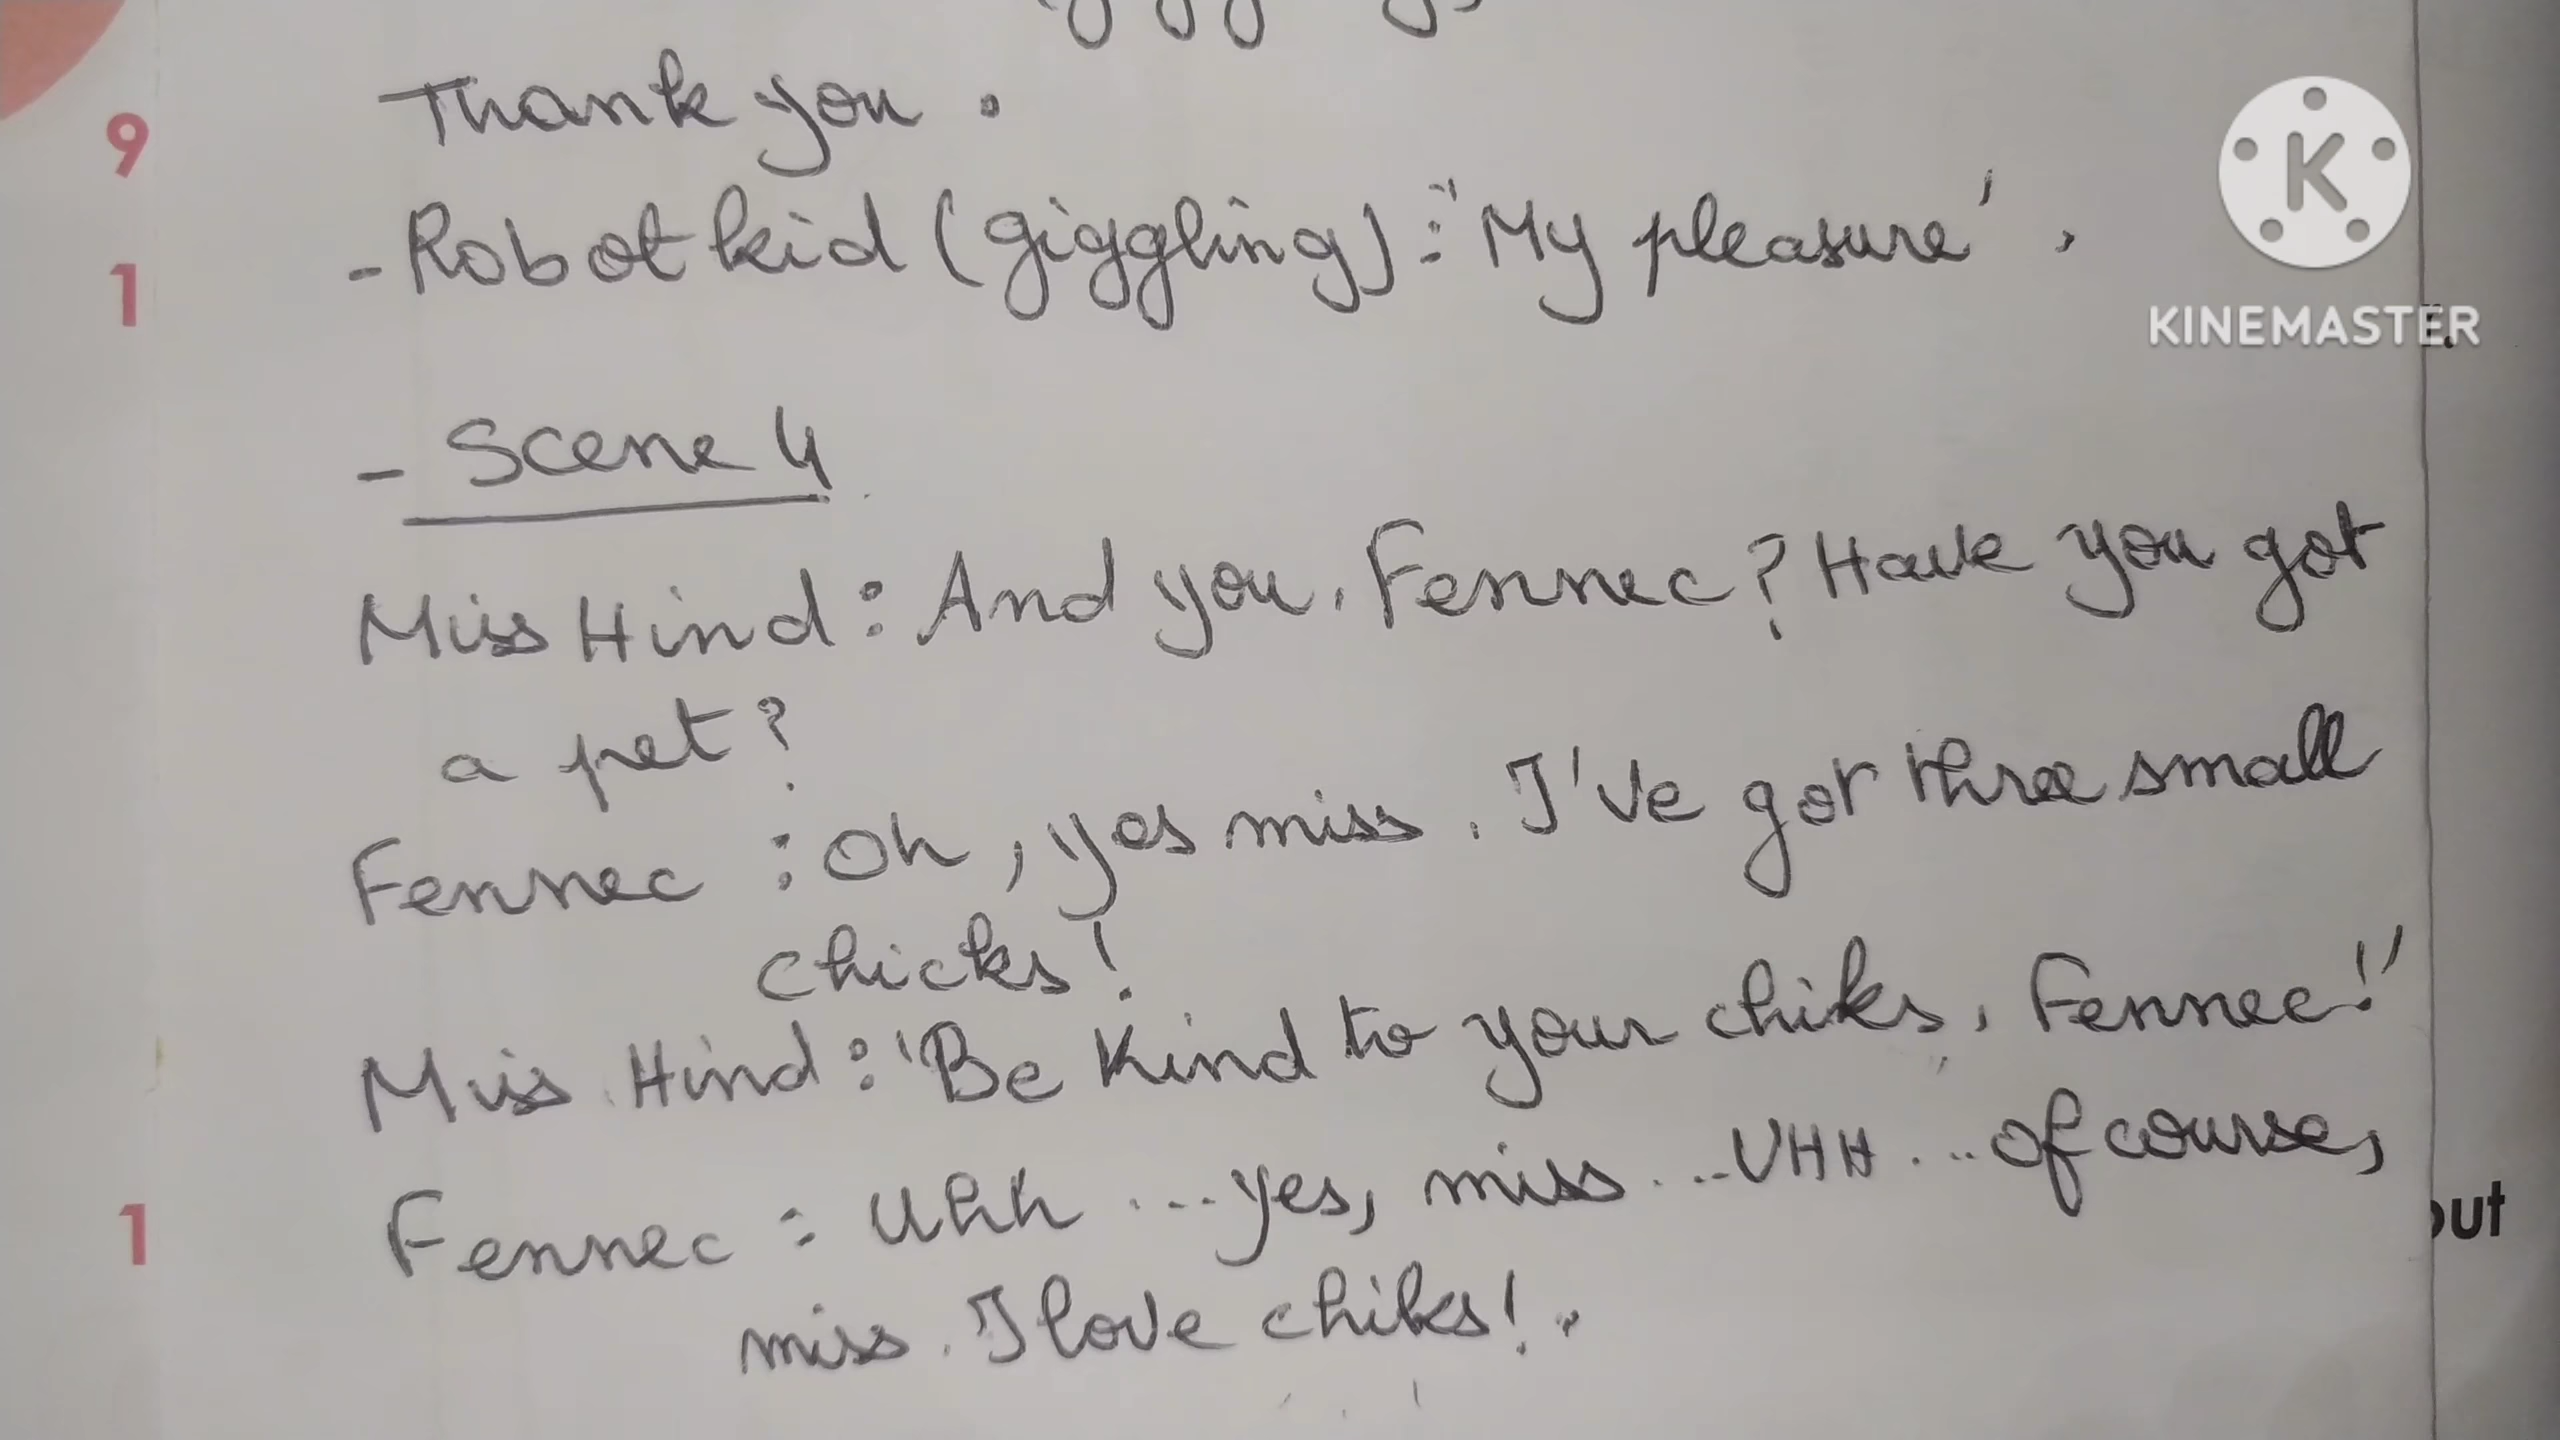 Thank you.
9
-Robot kid (giggling): "My pleasure'.
1
KINEMASTER
- Scene 4
Miss Hind: And you, Fennec? Have you got
a pet?
Fennec : Oh, yes miss. I've got three small
chicks!
Miss Hind: 'Be Kind to your chiks, Fennec!"
Fennec : Uhh ...yes, miss ...UHH ... of course,
1
out
miss. I love chiks!.